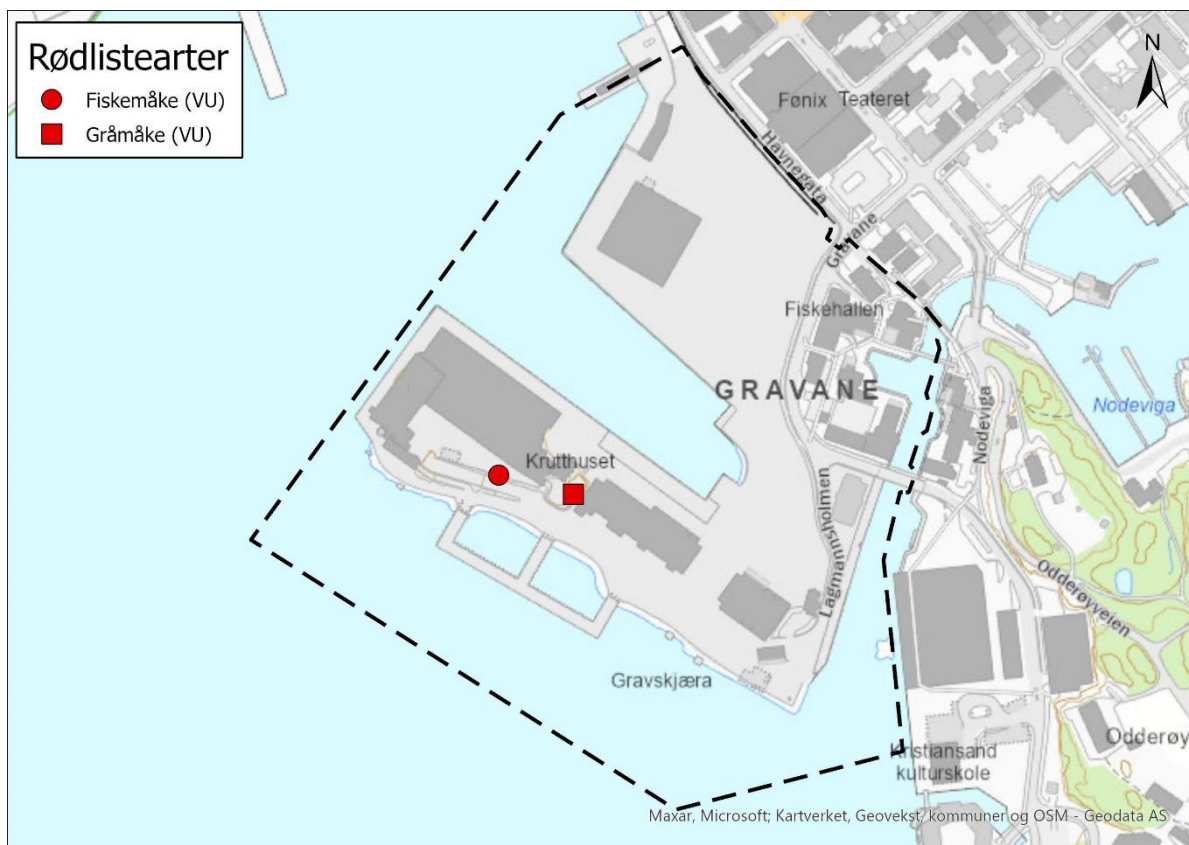 Rødlistearter
Fiskemåke (VU)
Gråmåke (VU)
N
Fønix
Teateret
Havnegata
Gravane
Fiskehallen
GRAVANE
Nodeviga
Nodeviga
Krutthuset
Lagmannsholmen
Odderøyveien
Gravskjæra
Odderøy
Kristiansand
kulturskole
Maxar, Microsoft; Kartverket, Geovekst, kommuner og OSM - Geodata AS